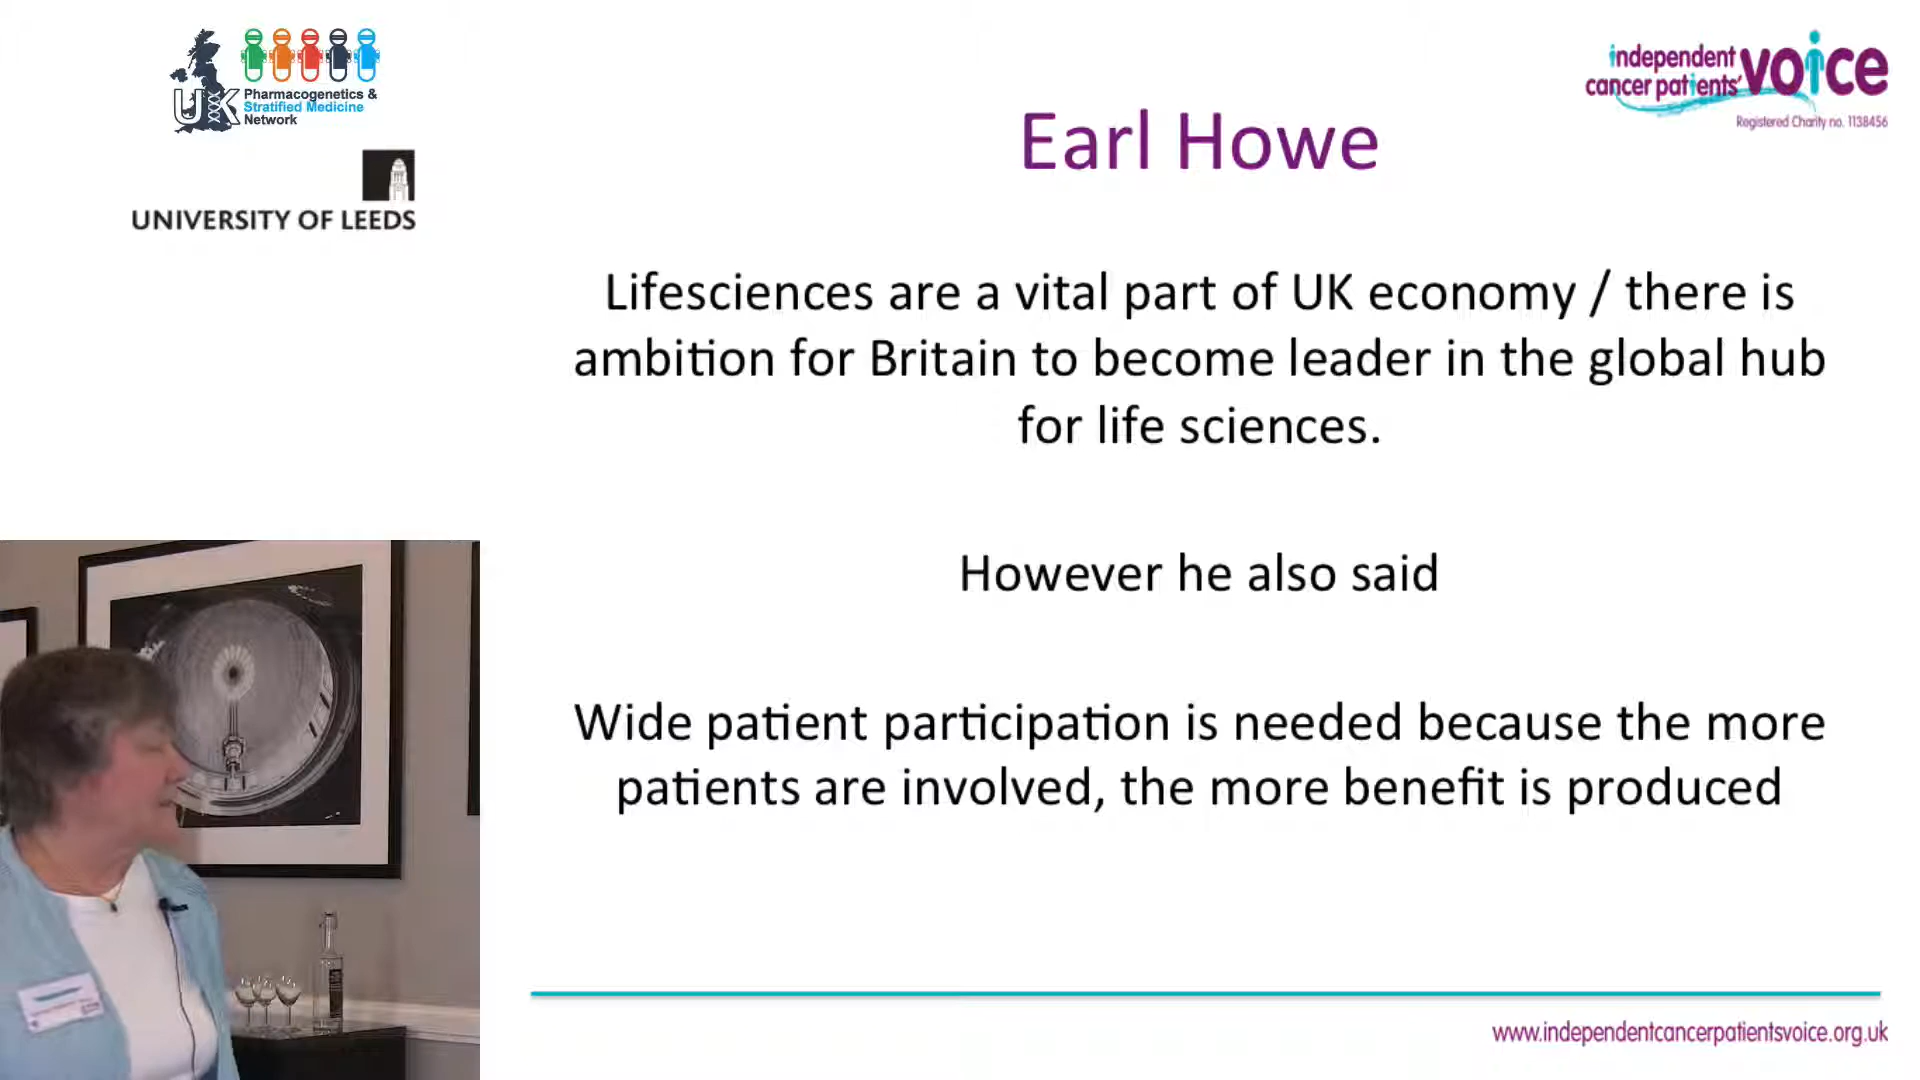 UK
Pharmacogenetics &
Stratified Medicine
Network
UNIVERSITY OF LEEDS
independent
cancer patients'
voice
Registered Charity no. 1138456
Earl Howe
Lifesciences are a vital part of UK economy / there is
ambition for Britain to become leader in the global hub
for life sciences.
However he also said
Wide patient participation is needed because the more
patients are involved, the more benefit is produced
www.independentcancerpatientsvoice.org.uk